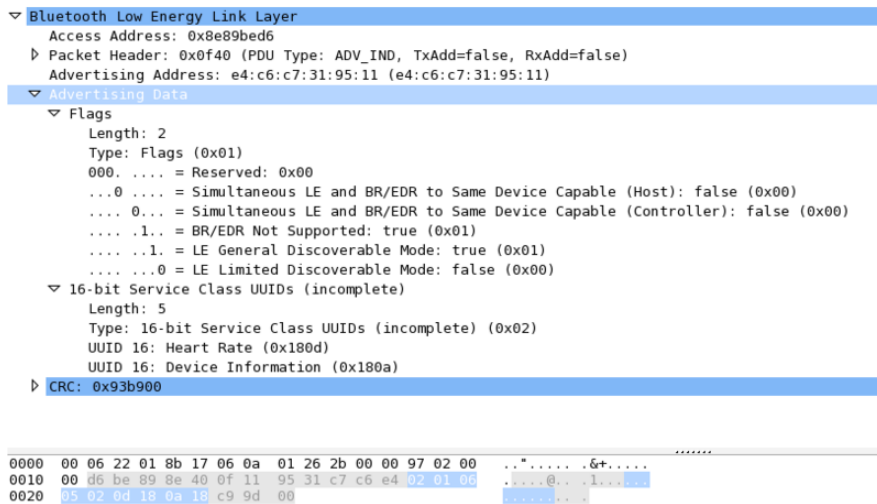 Bluetooth Low Energy Link Layer
Access Address: 0x8e89bed6
Packet Header: 0x0f40 (PDU Type: ADV_IND, TxAdd=false, RxAdd=false)
Advertising Address: e4:c6:c7:31:95:11 (e4:c6:c7:31:95:11)
Advertising Data
Flags
Length: 2
Type: Flags (0x01)
000. .... = Reserved: 0x00
...0 .... = Simultaneous LE and BR/EDR to Same Device Capable (Host): false (0x00)
.... 0... = Simultaneous LE and BR/EDR to Same Device Capable (Controller): false (0x00)
.... .1.. = BR/EDR Not Supported: true (0x01)
.... ..1. = LE General Discoverable Mode: true (0x01)
.... ...0 = LE Limited Discoverable Mode: false (0x00)
16-bit Service Class UUIDs (incomplete)
Length: 5
Type: 16-bit Service Class UUIDs (incomplete) (0x02)
UUID 16: Heart Rate (0x180d)
UUID 16: Device Information (0x180a)
CRC: 0x93b900
0000 00 06 22 01 8b 17 06 0a 01 26 2b 00 00 97 02 00 .."..... .&+.....
0010 00 d6 be 89 8e 40 0f 11 95 31 c7 c6 e4 02 01 06 .....@.. .1......
0020 05 02 0d 18 0a 18 c9 9d 00 ........ .